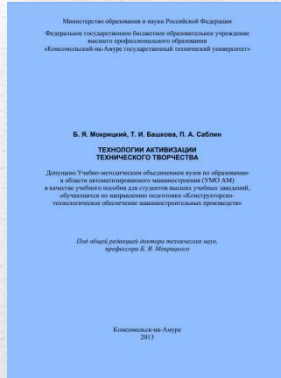 Министерство образования и науки Российской Федерации
Федеральное государственное бюджетное образовательное учреждение
высшего профессионального образования
«Комсомольский-на-Амуре государственный технический университет»
Б. Я. Мокрицкий, Т. И. Башкова, П. А. Саблин
ТЕХНОЛОГИИ АКТИВИЗАЦИИ
ТЕХНИЧЕСКОГО ТВОРЧЕСТВА
Допущено Учебно-методическим объединением вузов по образованию
в области автоматизированного машиностроения (УМО АМ)
в качестве учебного пособия для студентов высших учебных заведений,
обучающихся по направлению подготовки «Конструкторско-
технологическое обеспечение машиностроительных производств»
Под общей редакцией доктора технических наук,
профессора Б. Я. Мокрицкого
Комсомольск-на-Амуре
2013